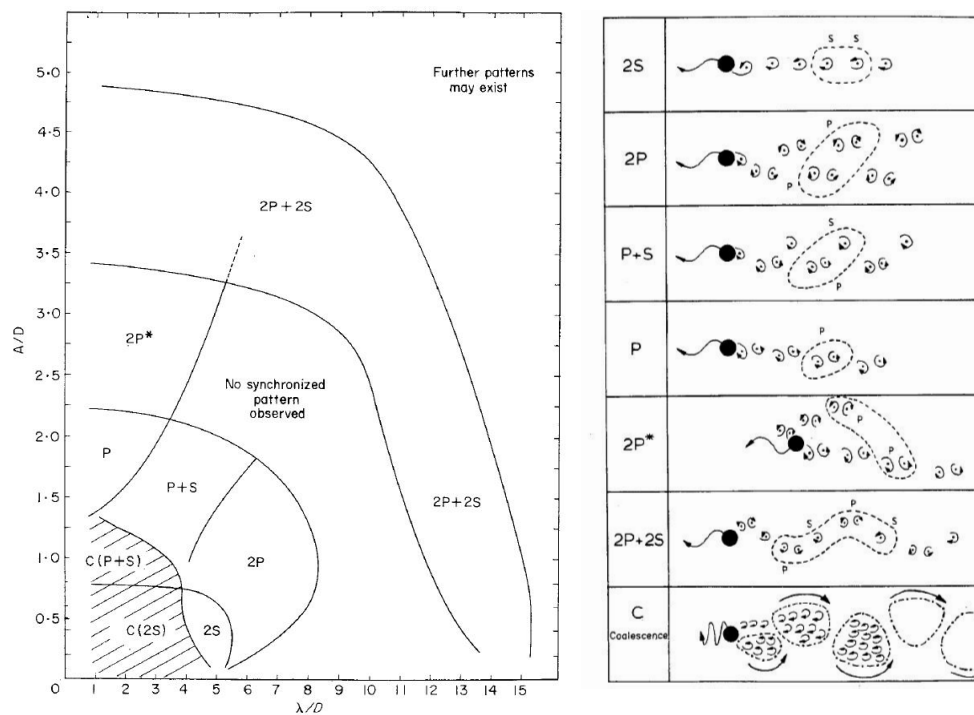 5·0
4·5
4·0
3·5
3·0
2·5
2·0
1·5
1·0
0·5
0
A/D
1 2 3 4 5 6 7 8 9 10 11 12 13 14 15
λ/D
Further patterns
may exist
2P+2S
2P*
No synchronized
pattern
observed
P
P+S
2P+2S
C(P+S)
2P
C(2S)
2S
2S
S S
2P
P
P
P+S
S
P
P
P
2P*
P
P
2P+2S
P
S S
P
C
Coalescence